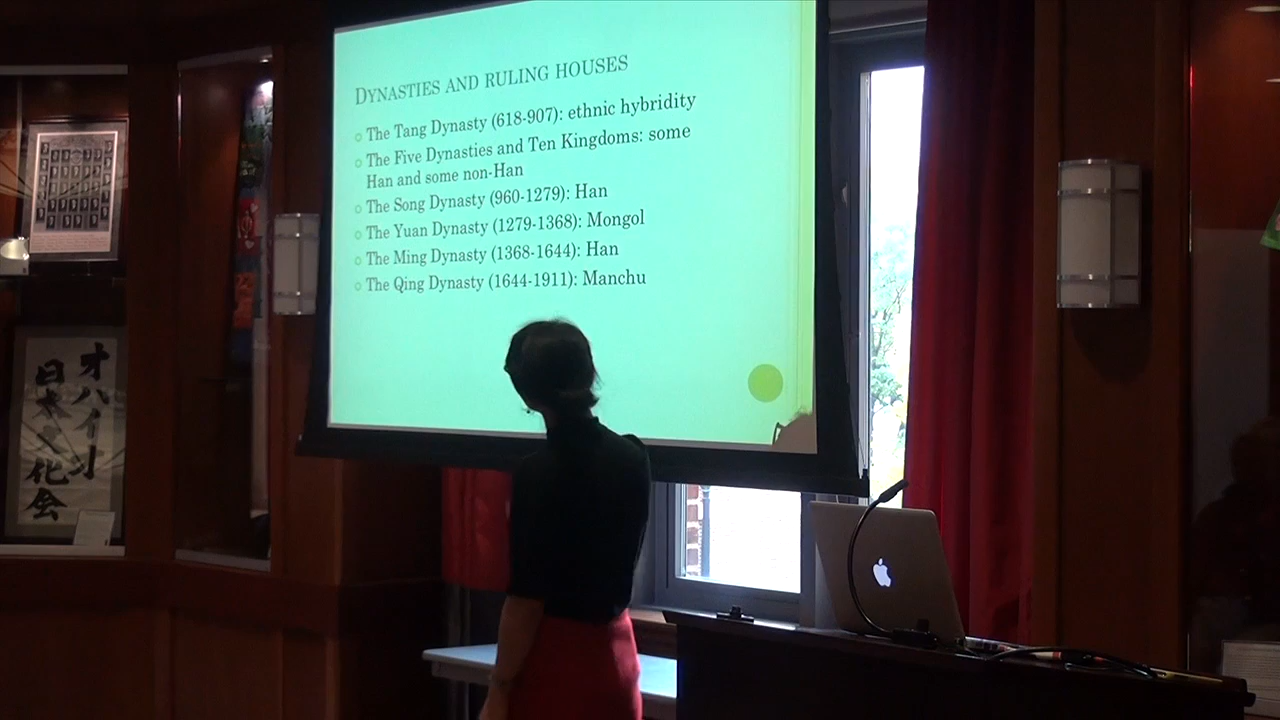 DYNASTIES AND RULING HOUSES
The Tang Dynasty (618-907): ethnic hybridity
The Five Dynasties and Ten Kingdoms: some
Han and some non-Han
The Song Dynasty (960-1279): Han
The Yuan Dynasty (1279-1368): Mongol
The Ming Dynasty (1368-1644): Han
The Qing Dynasty (1644-1911): Manchu
オハイオ
日本文化会